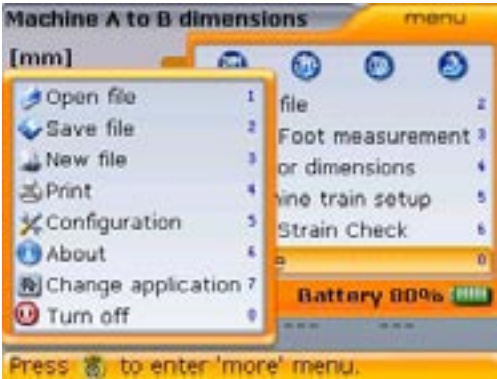 Machine A to B dimensions
menu
[mm]
Open file 1
Save file 2
New file 3
Print 4
Configuration 5
About 6
Change application 7
Turn off 0
file 2
Foot measurement 3
or dimensions 4
ine train setup 5
Strain Check 6
0
Battery 80%
Press to enter 'more' menu.